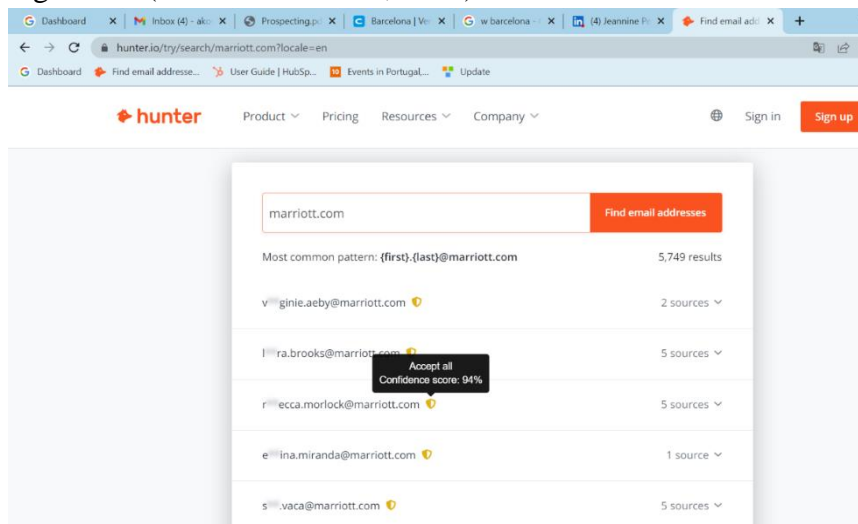 Dashboard Inbox (4) - ako Prospecting.p Barcelona | Ve w barcelona - (4) Jeannine P Find email add
hunter.io/try/search/marriott.com?locale=en
Dashboard Find email addresse... User Guide | HubSp... Events in Portugal,... Update
hunter Product Pricing Resources Company Sign in Sign up
marriott.com Find email addresses
Most common pattern: {first}.{last}@marriott.com 5,749 results
v ginie.aeby@marriott.com 2 sources
l ra.brooks@marriott.com 5 sources
Accept all
Confidence score: 94%
r ecca.morlock@marriott.com 5 sources
e ina.miranda@marriott.com 1 source
s .vaca@marriott.com 5 sources